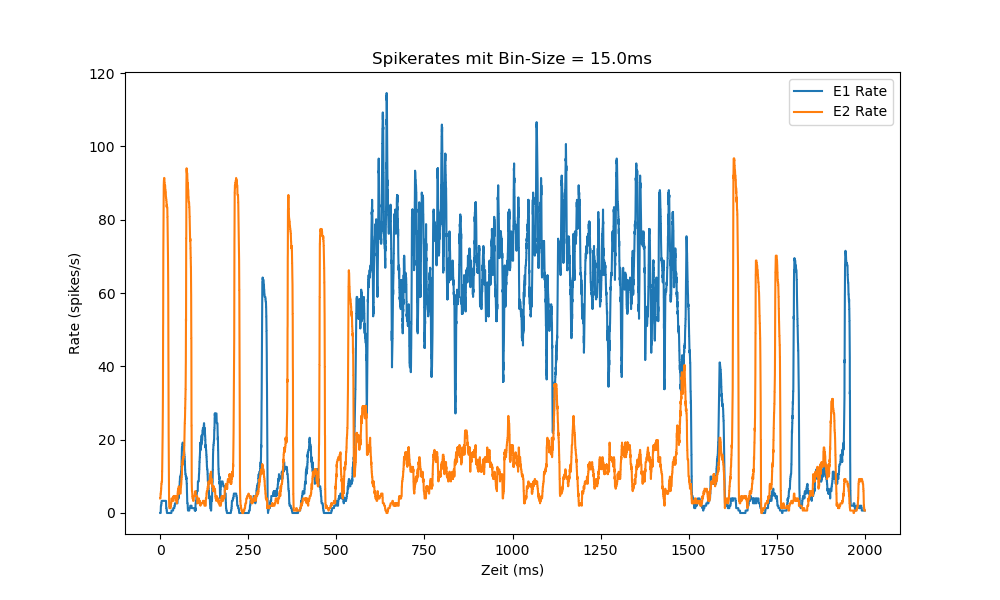 Spikerates mit Bin-Size = 15.0ms
E1 Rate
E2 Rate
Rate (spikes/s)
120
100
80
60
40
20
0
0 250 500 750 1000 1250 1500 1750 2000
Zeit (ms)